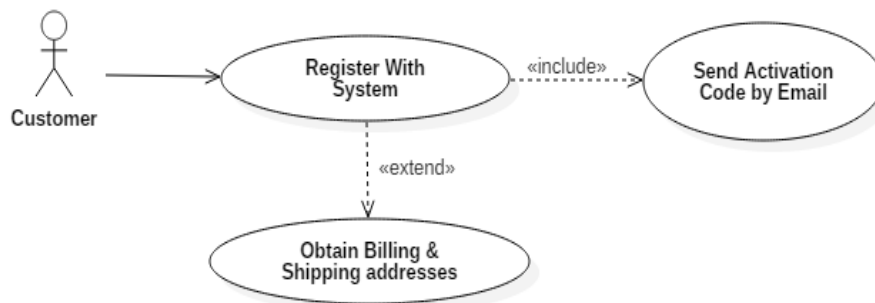 Customer
Register With
System
«include»
Send Activation
Code by Email
«extend»
Obtain Billing &
Shipping addresses